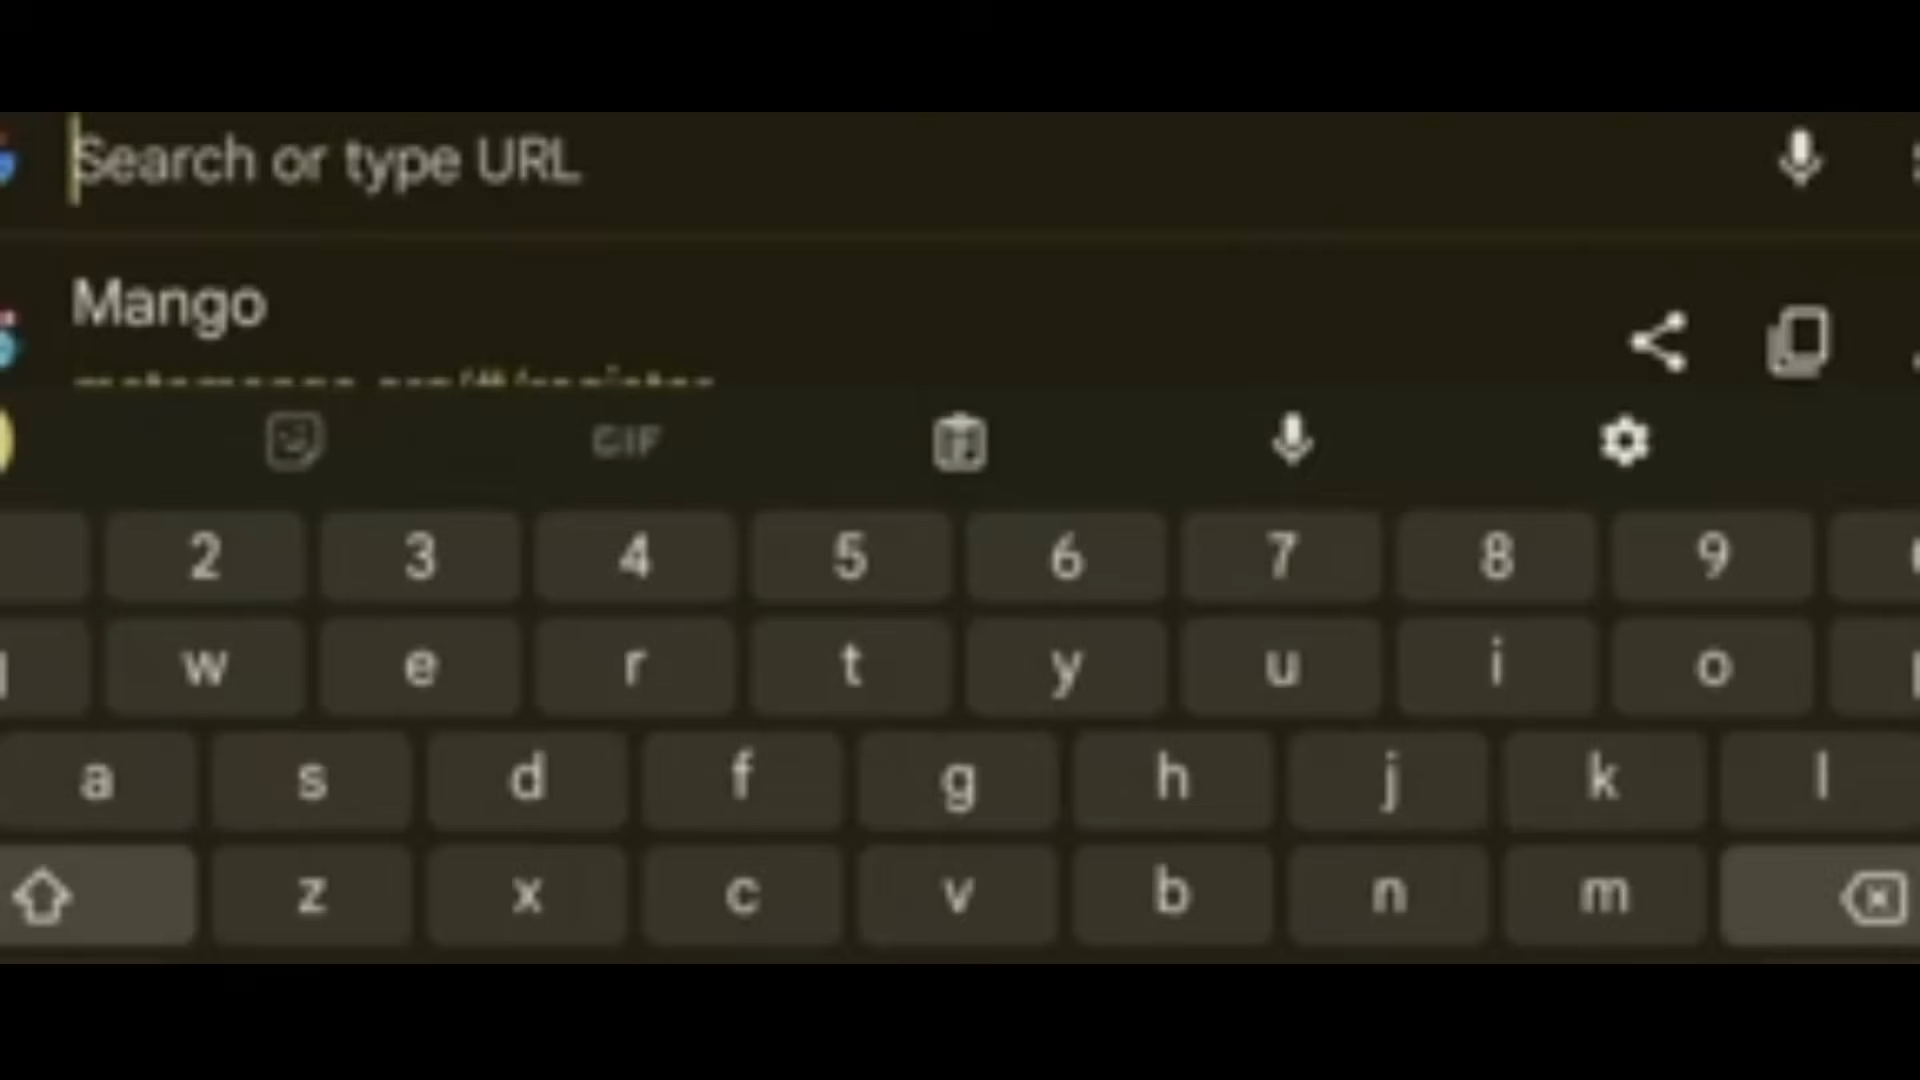 Search or type URL
Mango
GIF
2 3 4 5 6 7 8 9
w e r t y u i o
a s d f g h j k l
z x c v b n m